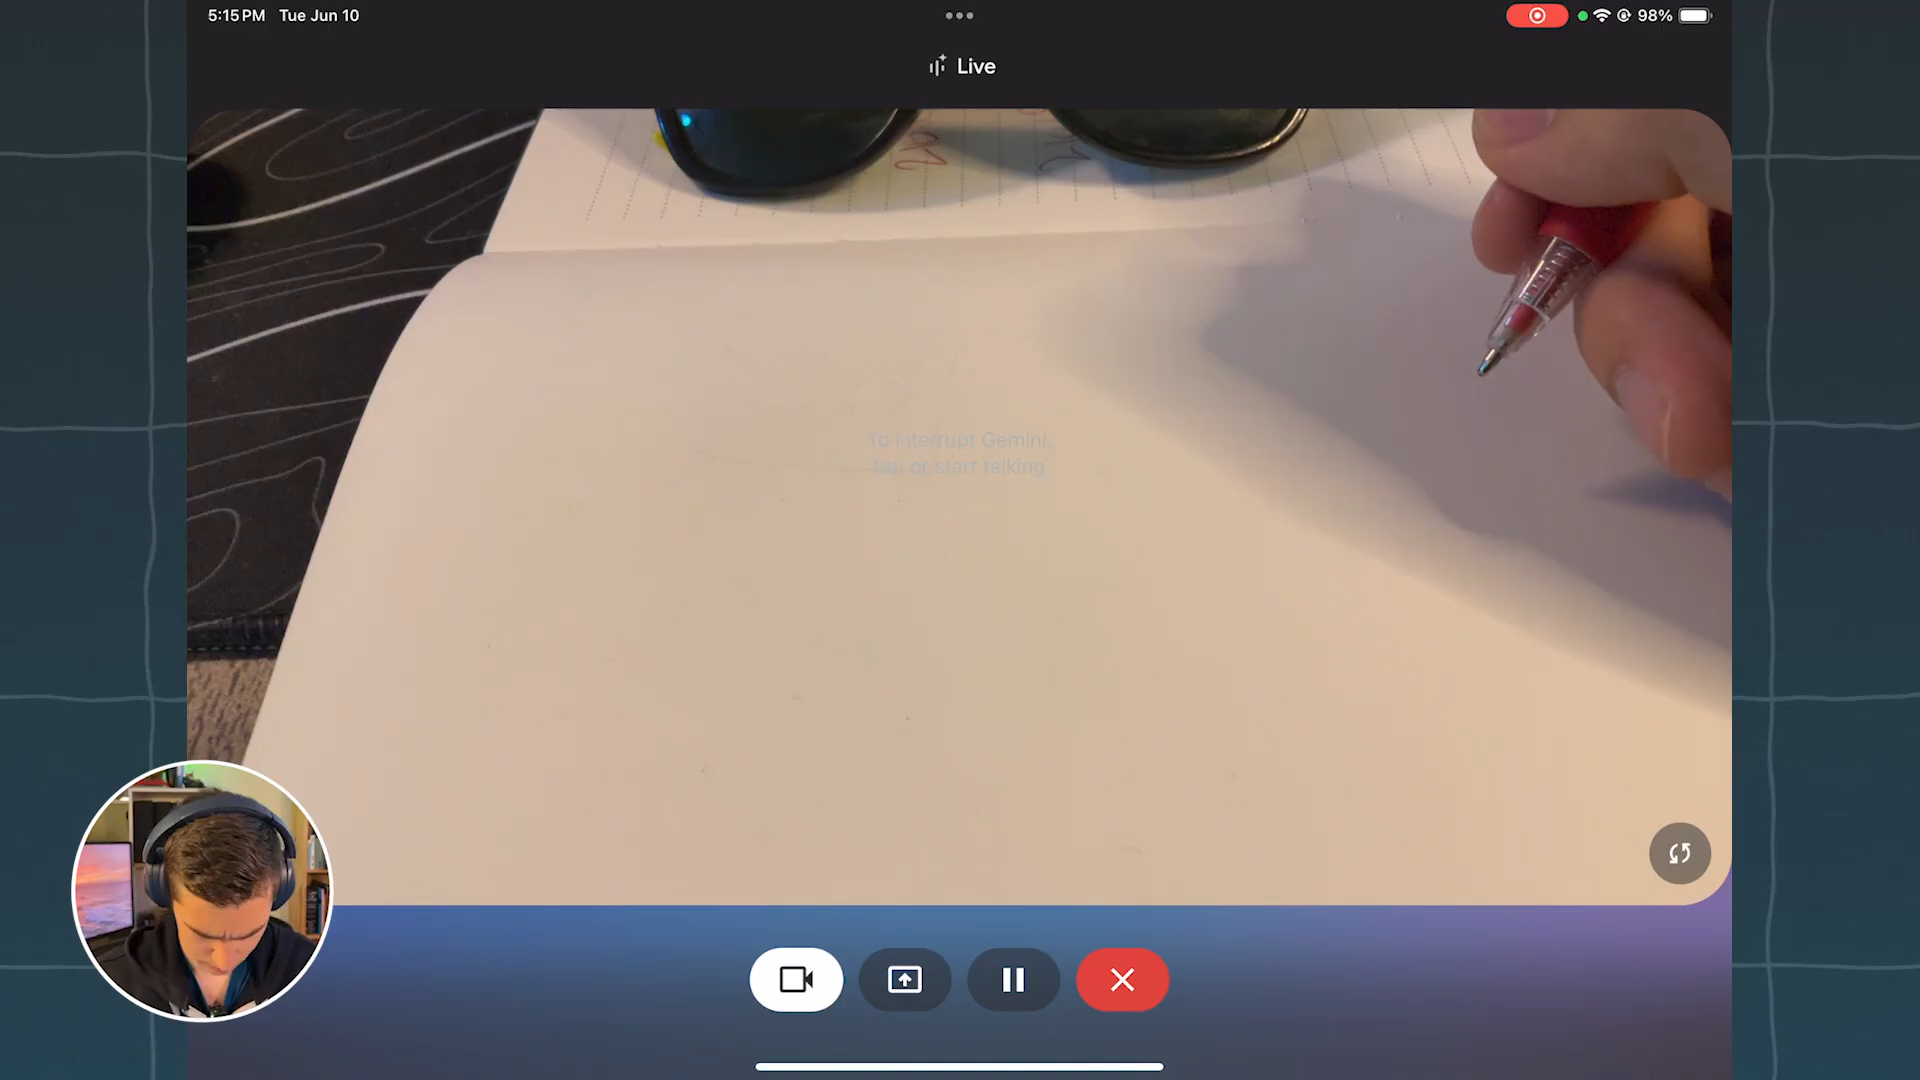 5:15 PM Tue Jun 10
98%
Live
To interrupt Gemini,
tap or start talking